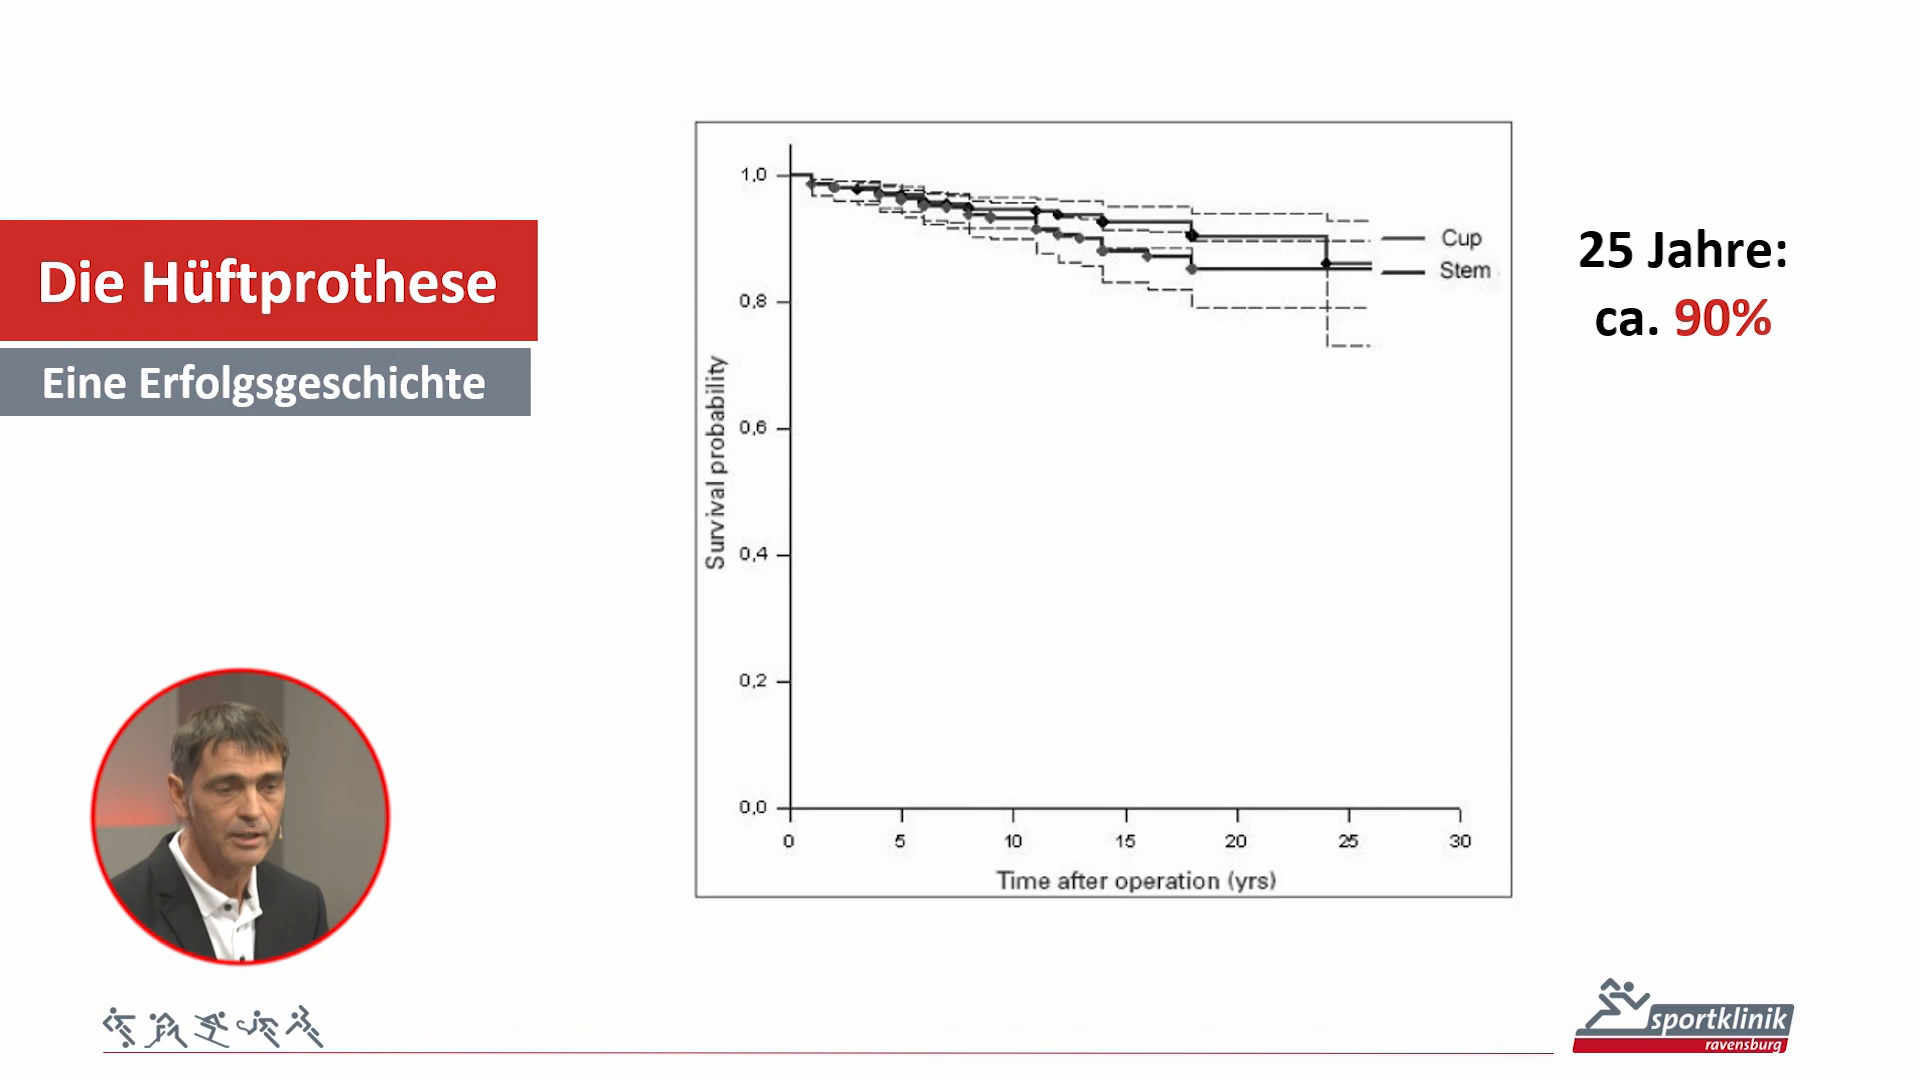 Die Hüftprothese
Eine Erfolgsgeschichte
1,0
0,8
0,6
0,4
0,2
0,0
Survival probability
0 5 10 15 20 25 30
Time after operation (yrs)
Cup
Stem
25 Jahre:
ca. 90%
sportklinik
ravensburg